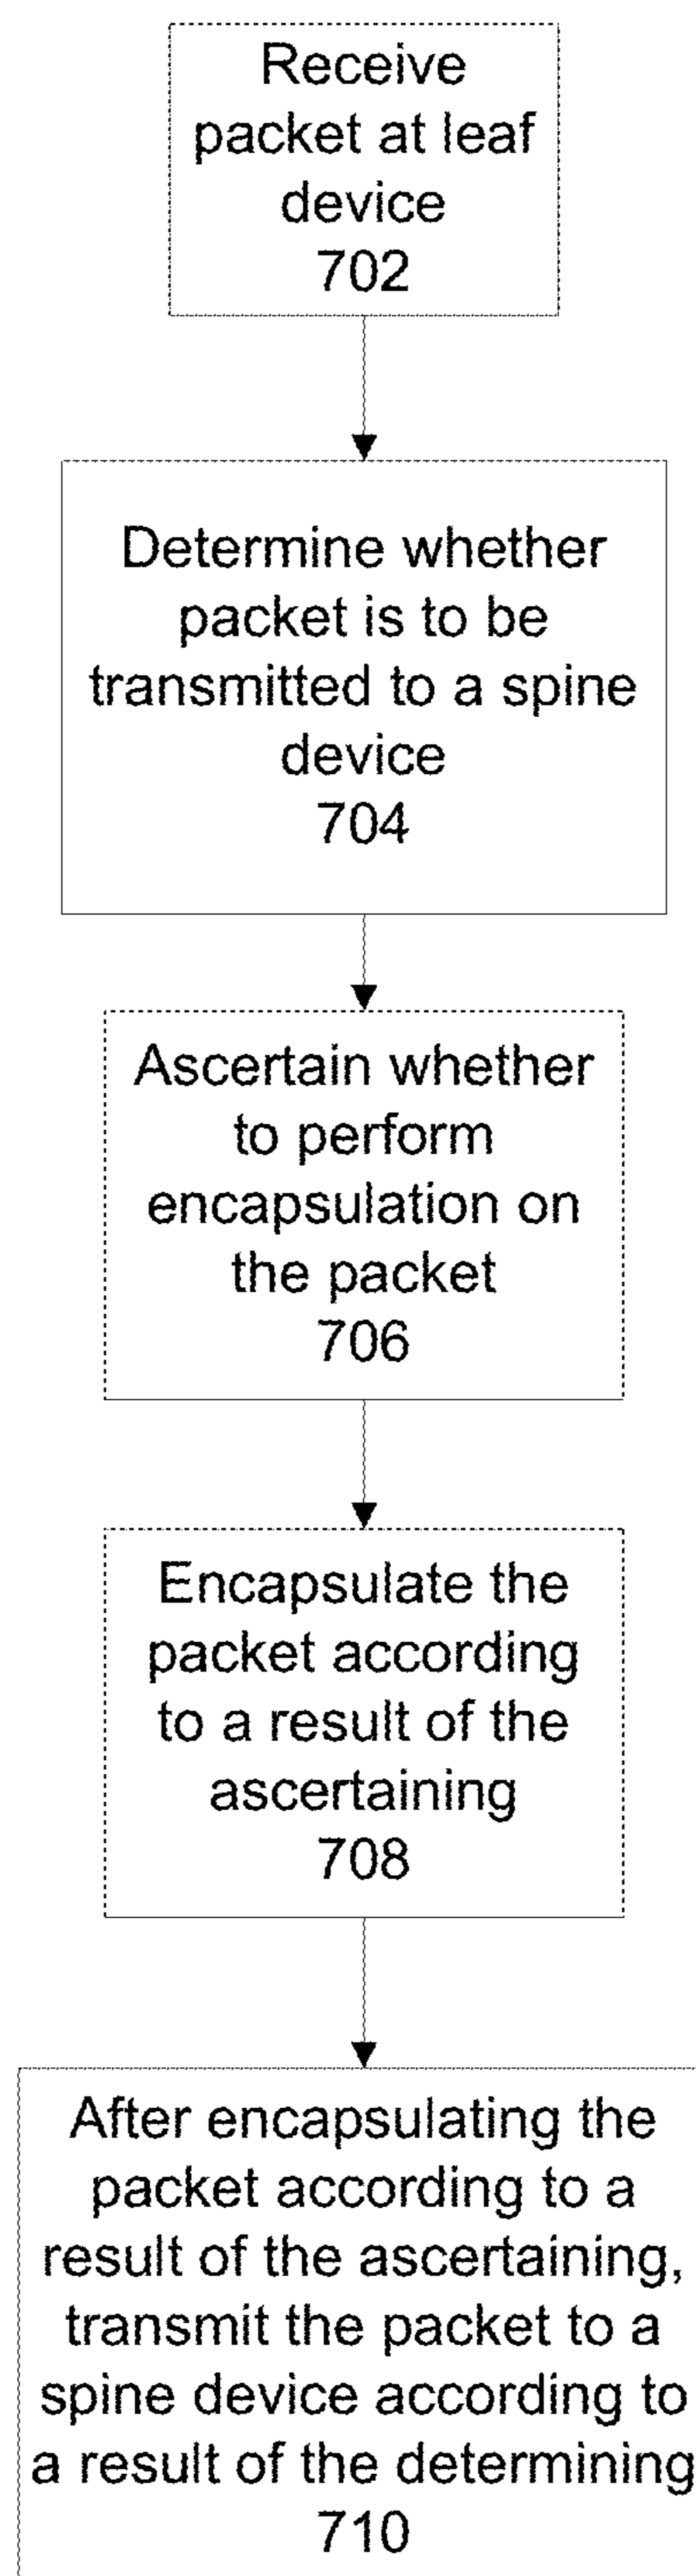 Receive
packet at leaf
device
702
Determine whether
packet is to be
transmitted to a spine
device
704
Ascertain whether
to perform
encapsulation on
the packet
706
Encapsulate the
packet according
to a result of the
ascertaining
708
After encapsulating the
packet according to a
result of the ascertaining,
transmit the packet to a
spine device according to
a result of the determining
710